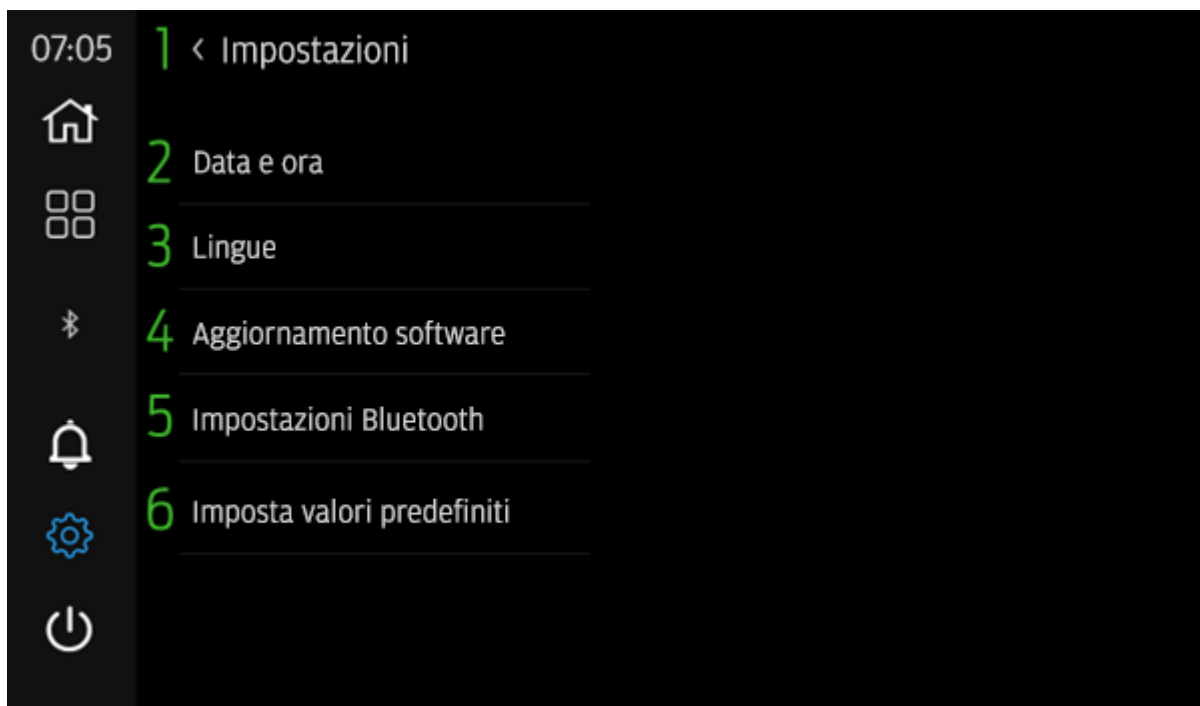 07:05
1 < Impostazioni
2 Data e ora
3 Lingue
4 Aggiornamento software
5 Impostazioni Bluetooth
6 Imposta valori predefiniti